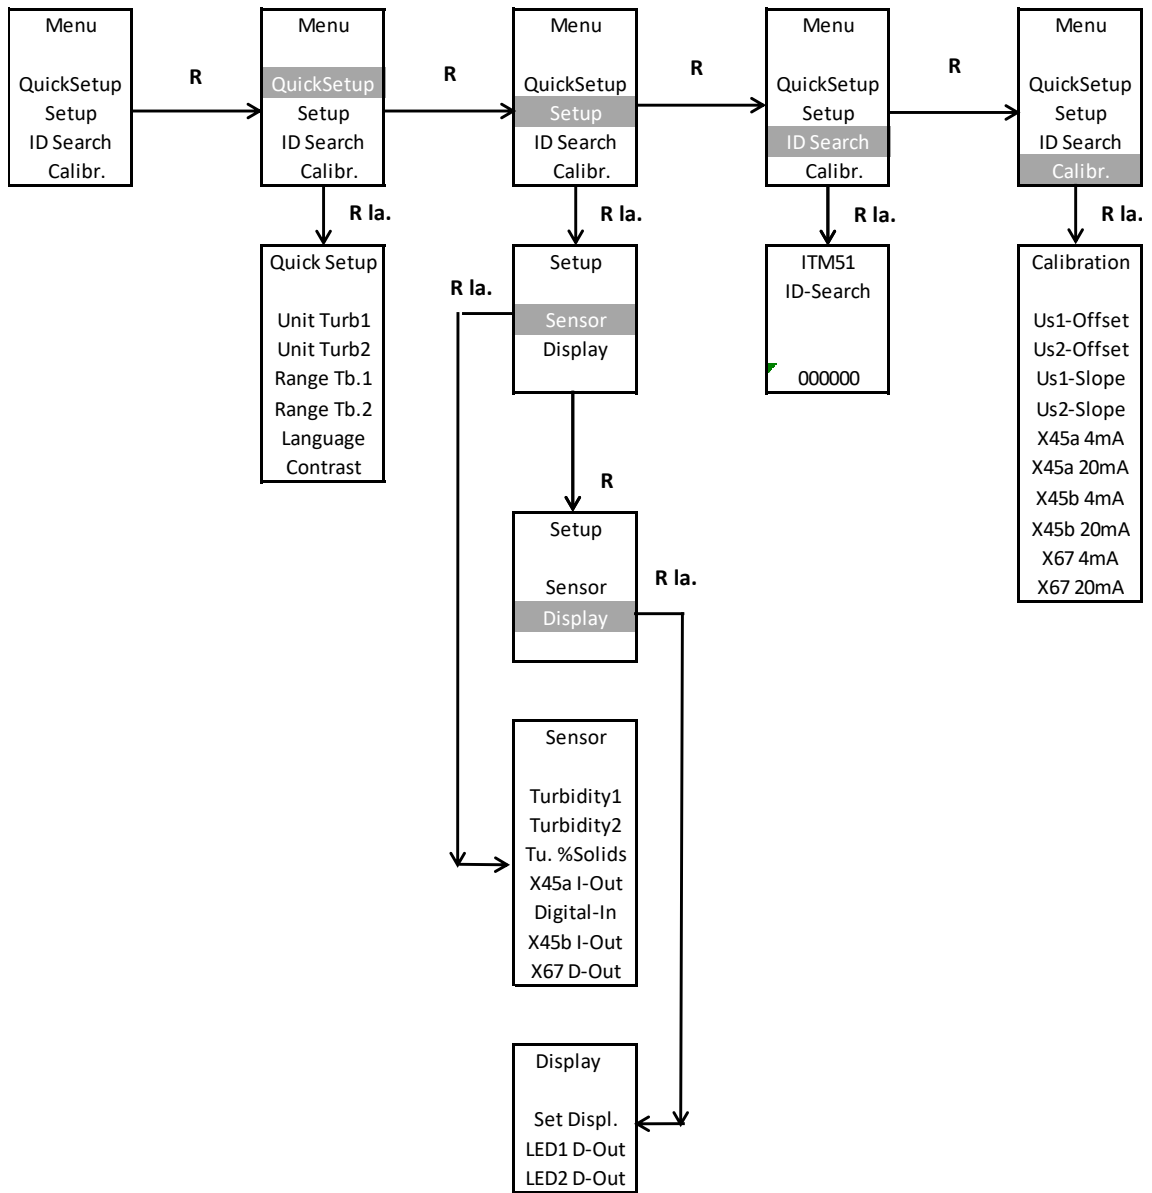 Menu
QuickSetup
Setup
ID Search
Calibr.
R
Menu
QuickSetup
Setup
ID Search
Calibr.
R
Menu
QuickSetup
Setup
ID Search
Calibr.
R
Menu
QuickSetup
Setup
ID Search
Calibr.
R
Menu
QuickSetup
Setup
ID Search
Calibr.
R la.
Quick Setup
Unit Turb1
Unit Turb2
Range Tb.1
Range Tb.2
Language
Contrast
R la.
Setup
Sensor
Display
R la.
R
Setup
Sensor
Display
R la.
Sensor
Turbidity1
Turbidity2
Tu. %Solids
X45a I-Out
Digital-In
X45b I-Out
X67 D-Out
Display
Set Displ.
LED1 D-Out
LED2 D-Out
R la.
ITM51
ID-Search
000000
R la.
Calibration
Us1-Offset
Us2-Offset
Us1-Slope
Us2-Slope
X45a 4mA
X45a 20mA
X45b 4mA
X45b 20mA
X67 4mA
X67 20mA